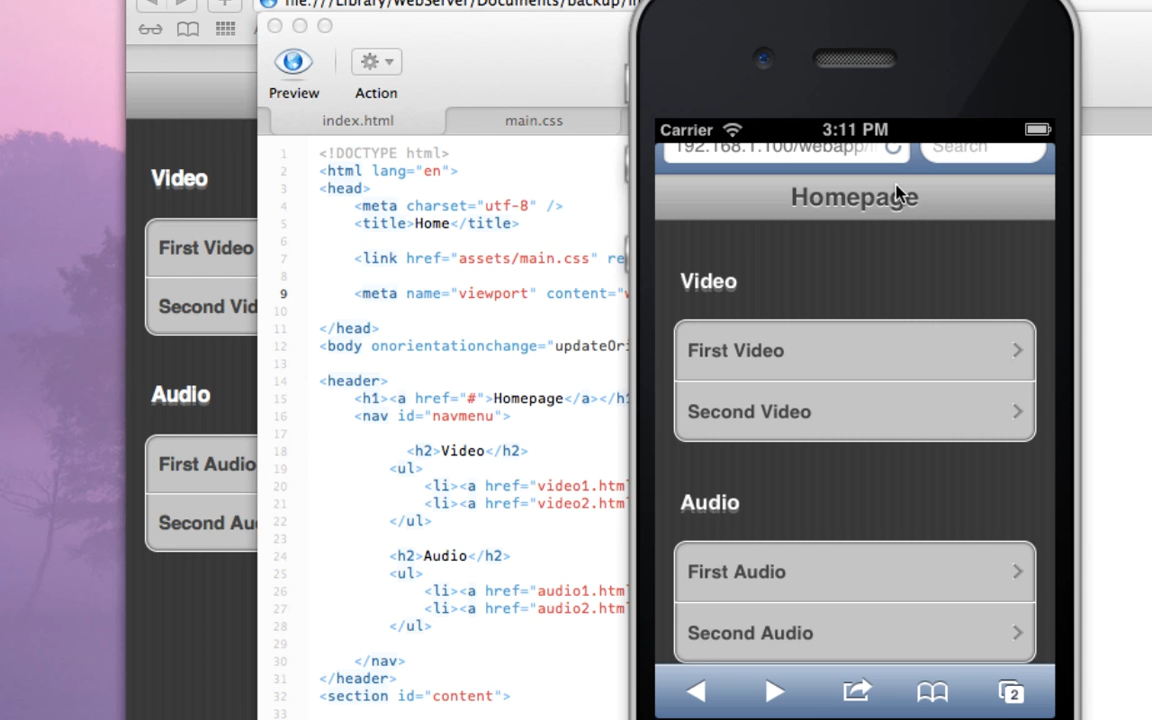 file:///Library/WebServer/Documents/backup/
Preview
Action
index.html
main.css
Video
First Video
Second Vid
Audio
First Audio
Second Au
1 <!DOCTYPE html>
2 <html lang="en">
3 <head>
4 <meta charset="utf-8" />
5 <title>Home</title>
6
7 <link href="assets/main.css" re
8
9 <meta name="viewport" content="
10
11 </head>
12 <body onorientationchange="updateOri
13
14 <header>
15 <h1><a href="#">Homepage</a></h1
16 <nav id="navmenu">
17
18 <h2>Video</h2>
19 <ul>
20 <li><a href="video1.html
21 <li><a href="video2.html
22 </ul>
23
24 <h2>Audio</h2>
25 <ul>
26 <li><a href="audio1.html
27 <li><a href="audio2.html
28 </ul>
29
30 </nav>
31 </header>
32 <section id="content">
33
Carrier 3:11 PM
192.168.1.100/webapp/ Search
Homepage
Video
First Video
Second Video
Audio
First Audio
Second Audio
2